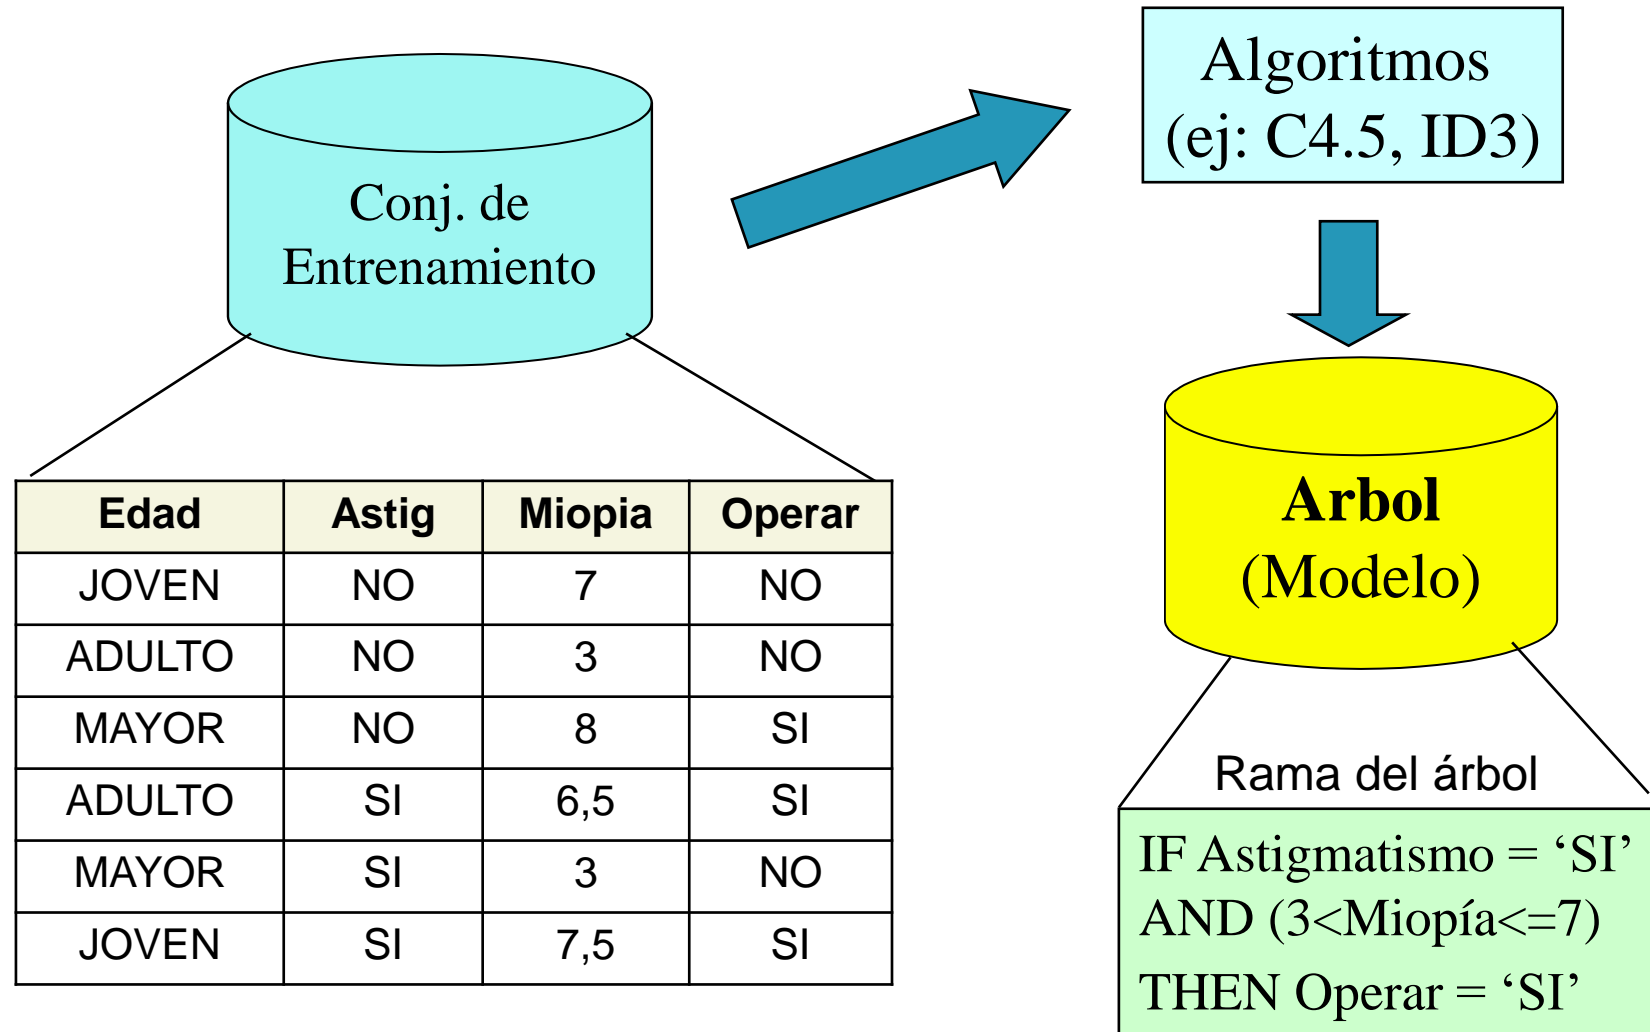 Conj. de
Entrenamiento
Algoritmos
(ej: C4.5, ID3)
Edad Astig Miopia Operar
JOVEN NO 7 NO
ADULTO NO 3 NO
MAYOR NO 8 SI
ADULTO SI 6,5 SI
MAYOR SI 3 NO
JOVEN SI 7,5 SI
Arbol
(Modelo)
Rama del árbol
IF Astigmatismo = ‘SI’
AND (3<Miopía<=7)
THEN Operar = ‘SI’